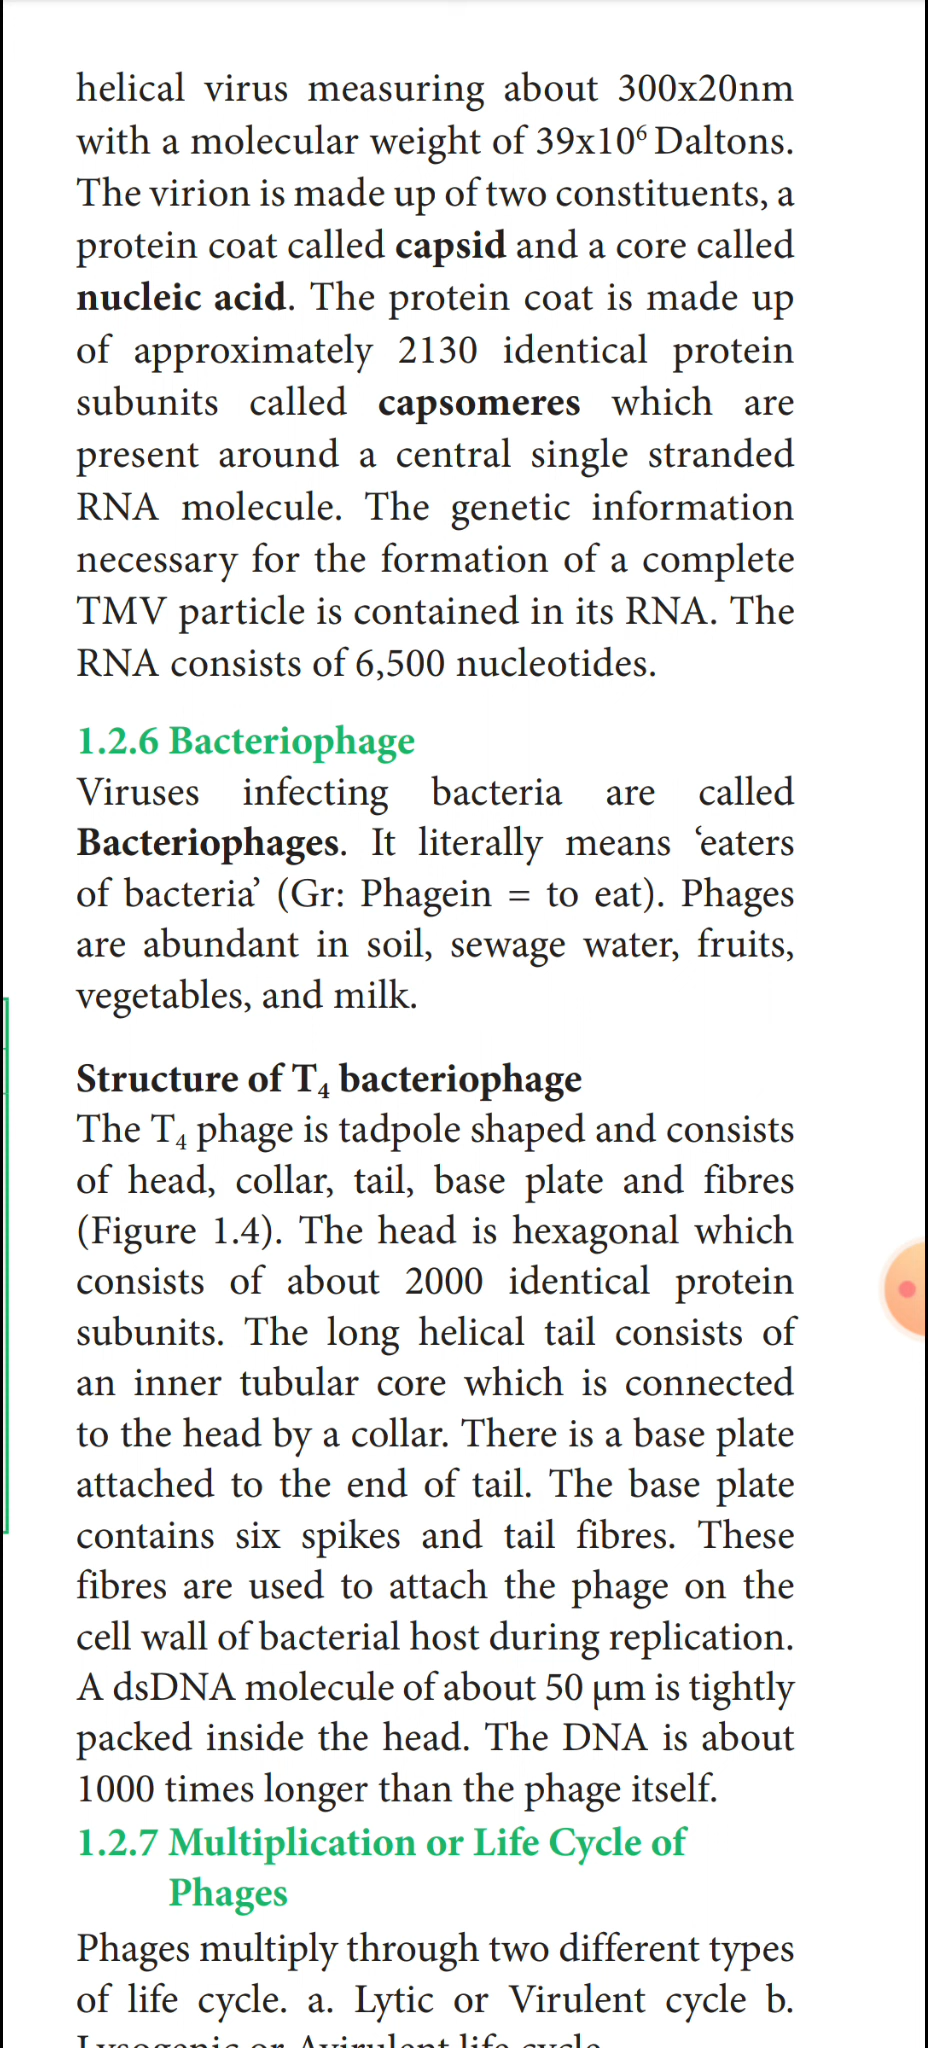 helical virus measuring about 300x20nm
with a molecular weight of 39x10⁶ Daltons.
The virion is made up of two constituents, a
protein coat called capsid and a core called
nucleic acid. The protein coat is made up
of approximately 2130 identical protein
subunits called capsomeres which are
present around a central single stranded
RNA molecule. The genetic information
necessary for the formation of a complete
TMV particle is contained in its RNA. The
RNA consists of 6,500 nucleotides.
1.2.6 Bacteriophage
Viruses infecting bacteria are called
Bacteriophages. It literally means ‘eaters
of bacteria’ (Gr: Phagein = to eat). Phages
are abundant in soil, sewage water, fruits,
vegetables, and milk.
Structure of T₄ bacteriophage
The T₄ phage is tadpole shaped and consists
of head, collar, tail, base plate and fibres
(Figure 1.4). The head is hexagonal which
consists of about 2000 identical protein
subunits. The long helical tail consists of
an inner tubular core which is connected
to the head by a collar. There is a base plate
attached to the end of tail. The base plate
contains six spikes and tail fibres. These
fibres are used to attach the phage on the
cell wall of bacterial host during replication.
A dsDNA molecule of about 50 µm is tightly
packed inside the head. The DNA is about
1000 times longer than the phage itself.
1.2.7 Multiplication or Life Cycle of
Phages
Phages multiply through two different types
of life cycle. a. Lytic or Virulent cycle b.
Lysogenic or Avirulent life cycle